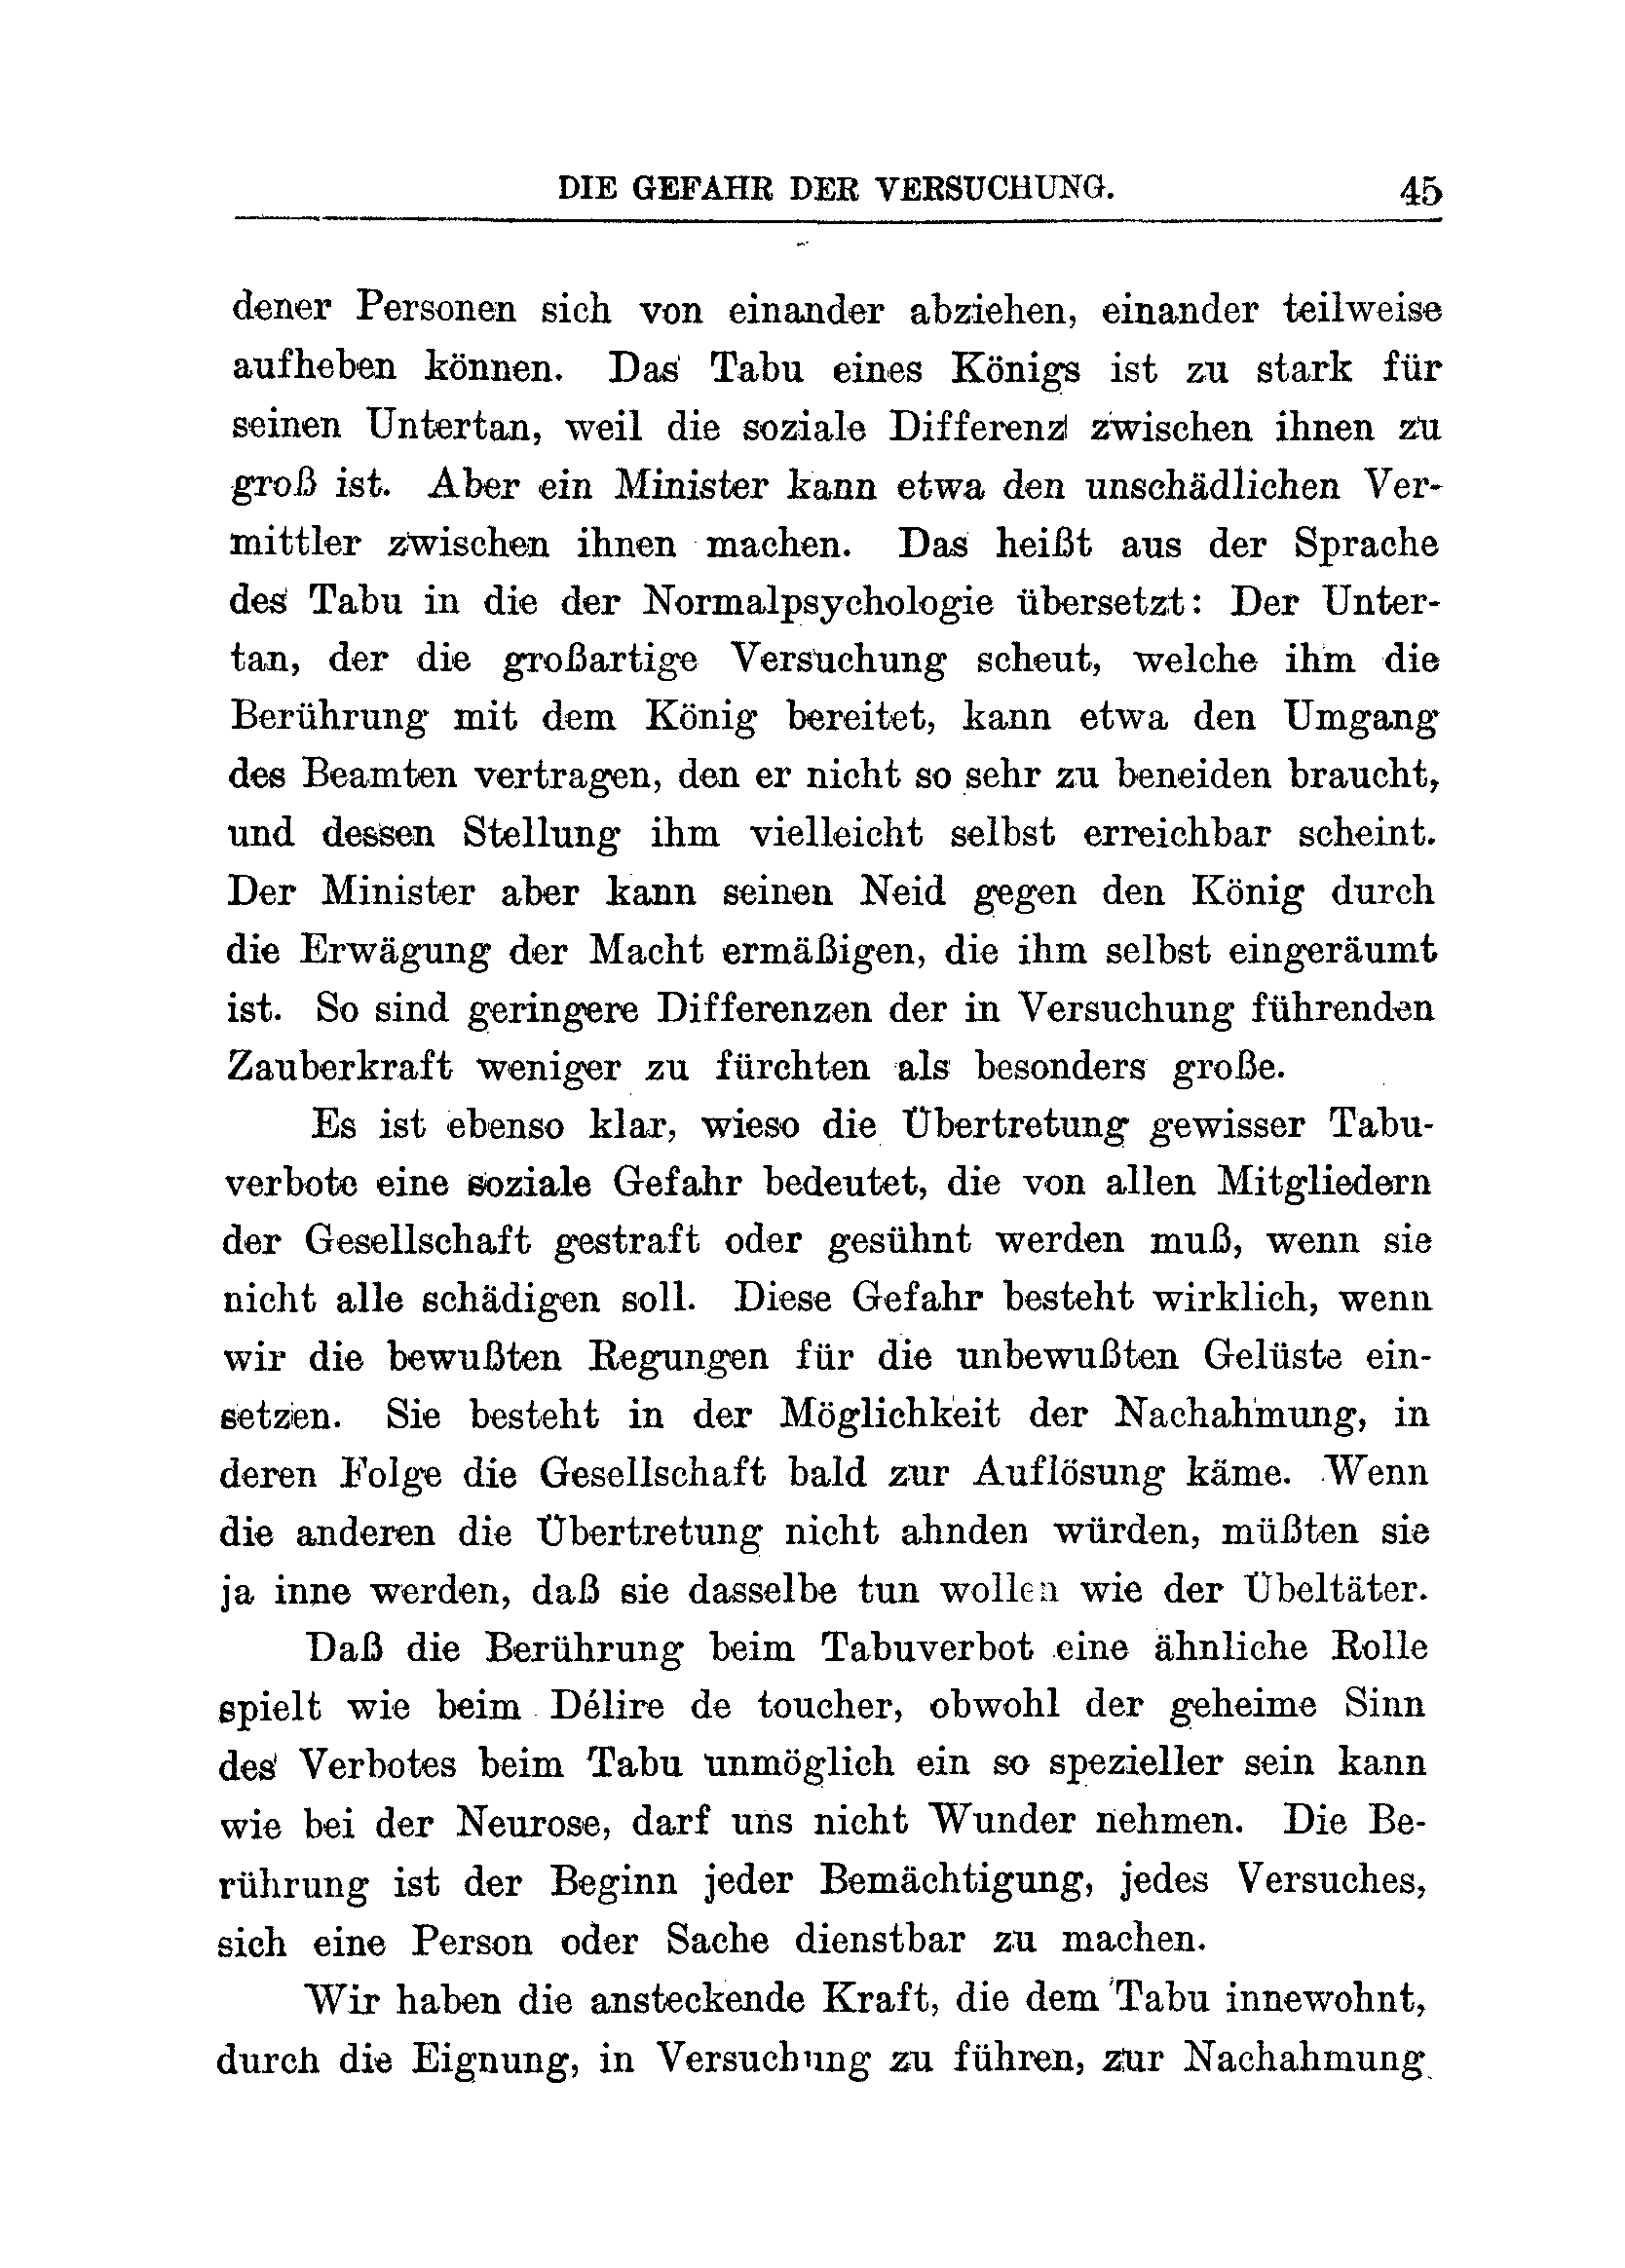 DIE GEFAHR DER VERSUCHUNG. 45
dener Personen sich von einander abziehen, einander teilweise
aufheben können. Das Tabu eines Königs ist zu stark für
seinen Untertan, weil die soziale Differenz zwischen ihnen zu
groß ist. Aber ein Minister kann etwa den unschädlichen Ver-
mittler zwischen ihnen machen. Das heißt aus der Sprache
des Tabu in die der Normalpsychologie übersetzt: Der Unter-
tan, der die großartige Versuchung scheut, welche ihm die
Berührung mit dem König bereitet, kann etwa den Umgang
des Beamten vertragen, den er nicht so sehr zu beneiden braucht,
und dessen Stellung ihm vielleicht selbst erreichbar scheint.
Der Minister aber kann seinen Neid gegen den König durch
die Erwägung der Macht ermäßigen, die ihm selbst eingeräumt
ist. So sind geringere Differenzen der in Versuchung führenden
Zauberkraft weniger zu fürchten als besonders große.
Es ist ebenso klar, wieso die Übertretung gewisser Tabu-
verbote eine soziale Gefahr bedeutet, die von allen Mitgliedern
der Gesellschaft gestraft oder gesühnt werden muß, wenn sie
nicht alle schädigen soll. Diese Gefahr besteht wirklich, wenn
wir die bewußten Regungen für die unbewußten Gelüste ein-
setzen. Sie besteht in der Möglichkeit der Nachahmung, in
deren Folge die Gesellschaft bald zur Auflösung käme. Wenn
die anderen die Übertretung nicht ahnden würden, müßten sie
ja inne werden, daß sie dasselbe tun wollen wie der Übeltäter.
Daß die Berührung beim Tabuverbot eine ähnliche Rolle
spielt wie beim Délire de toucher, obwohl der geheime Sinn
des Verbotes beim Tabu unmöglich ein so spezieller sein kann
wie bei der Neurose, darf uns nicht Wunder nehmen. Die Be-
rührung ist der Beginn jeder Bemächtigung, jedes Versuches,
sich eine Person oder Sache dienstbar zu machen.
Wir haben die ansteckende Kraft, die dem Tabu innewohnt,
durch die Eignung, in Versuchung zu führen, zur Nachahmung